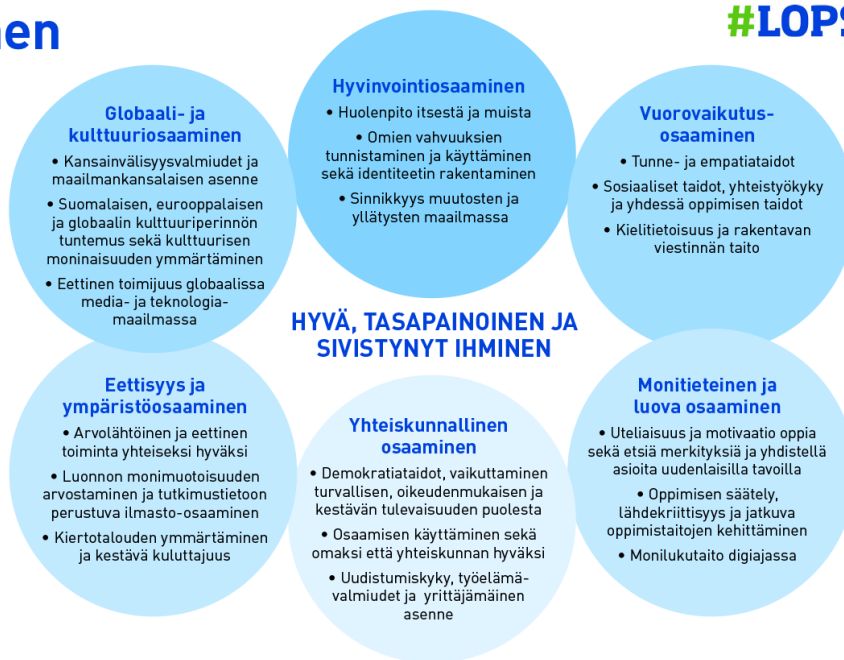 nen
#LOPS
Hyvinvointiosaaminen
• Huolenpito itsestä ja muista
• Omien vahvuuksien
tunnistaminen ja käyttäminen
sekä identiteetin rakentaminen
• Sinnikkyys muutosten ja
yllätysten maailmassa
Globaali- ja
kulttuuriosaaminen
• Kansainvälisyysvalmiudet ja
maailmankansalaisen asenne
• Suomalaisen, eurooppalaisen
ja globaalin kulttuuriperinnön
tuntemus sekä kulttuurisen
moninaisuuden ymmärtäminen
• Eettinen toimijuus globaalissa
media- ja teknologia-
maailmassa
Vuorovaikutus-
osaaminen
• Tunne- ja empatiataidot
• Sosiaaliset taidot, yhteistyökyky
ja yhdessä oppimisen taidot
• Kielitietoisuus ja rakentavan
viestinnän taito
HYVÄ, TASAPAINOINEN JA
SIVISTYNYT IHMINEN
Eettisyys ja
ympäristöosaaminen
• Arvolähtöinen ja eettinen
toiminta yhteiseksi hyväksi
• Luonnon monimuotoisuuden
arvostaminen ja tutkimustietoon
perustuva ilmasto-osaaminen
• Kiertotalouden ymmärtäminen
ja kestävä kuluttajuus
Yhteiskunnallinen
osaaminen
• Demokratiataidot, vaikuttaminen
turvallisen, oikeudenmukaisen ja
kestävän tulevaisuuden puolesta
• Osaamisen käyttäminen sekä
omaksi että yhteiskunnan hyväksi
• Uudistumiskyky, työelämä-
valmiudet ja yrittäjämäinen
asenne
Monitieteinen ja
luova osaaminen
• Uteliaisuus ja motivaatio oppia
sekä etsiä merkityksiä ja yhdistellä
asioita uudenlaisilla tavoilla
• Oppimisen säätely,
lähdekriittisyys ja jatkuva
oppimistaitojen kehittäminen
• Monilukutaito digiajassa